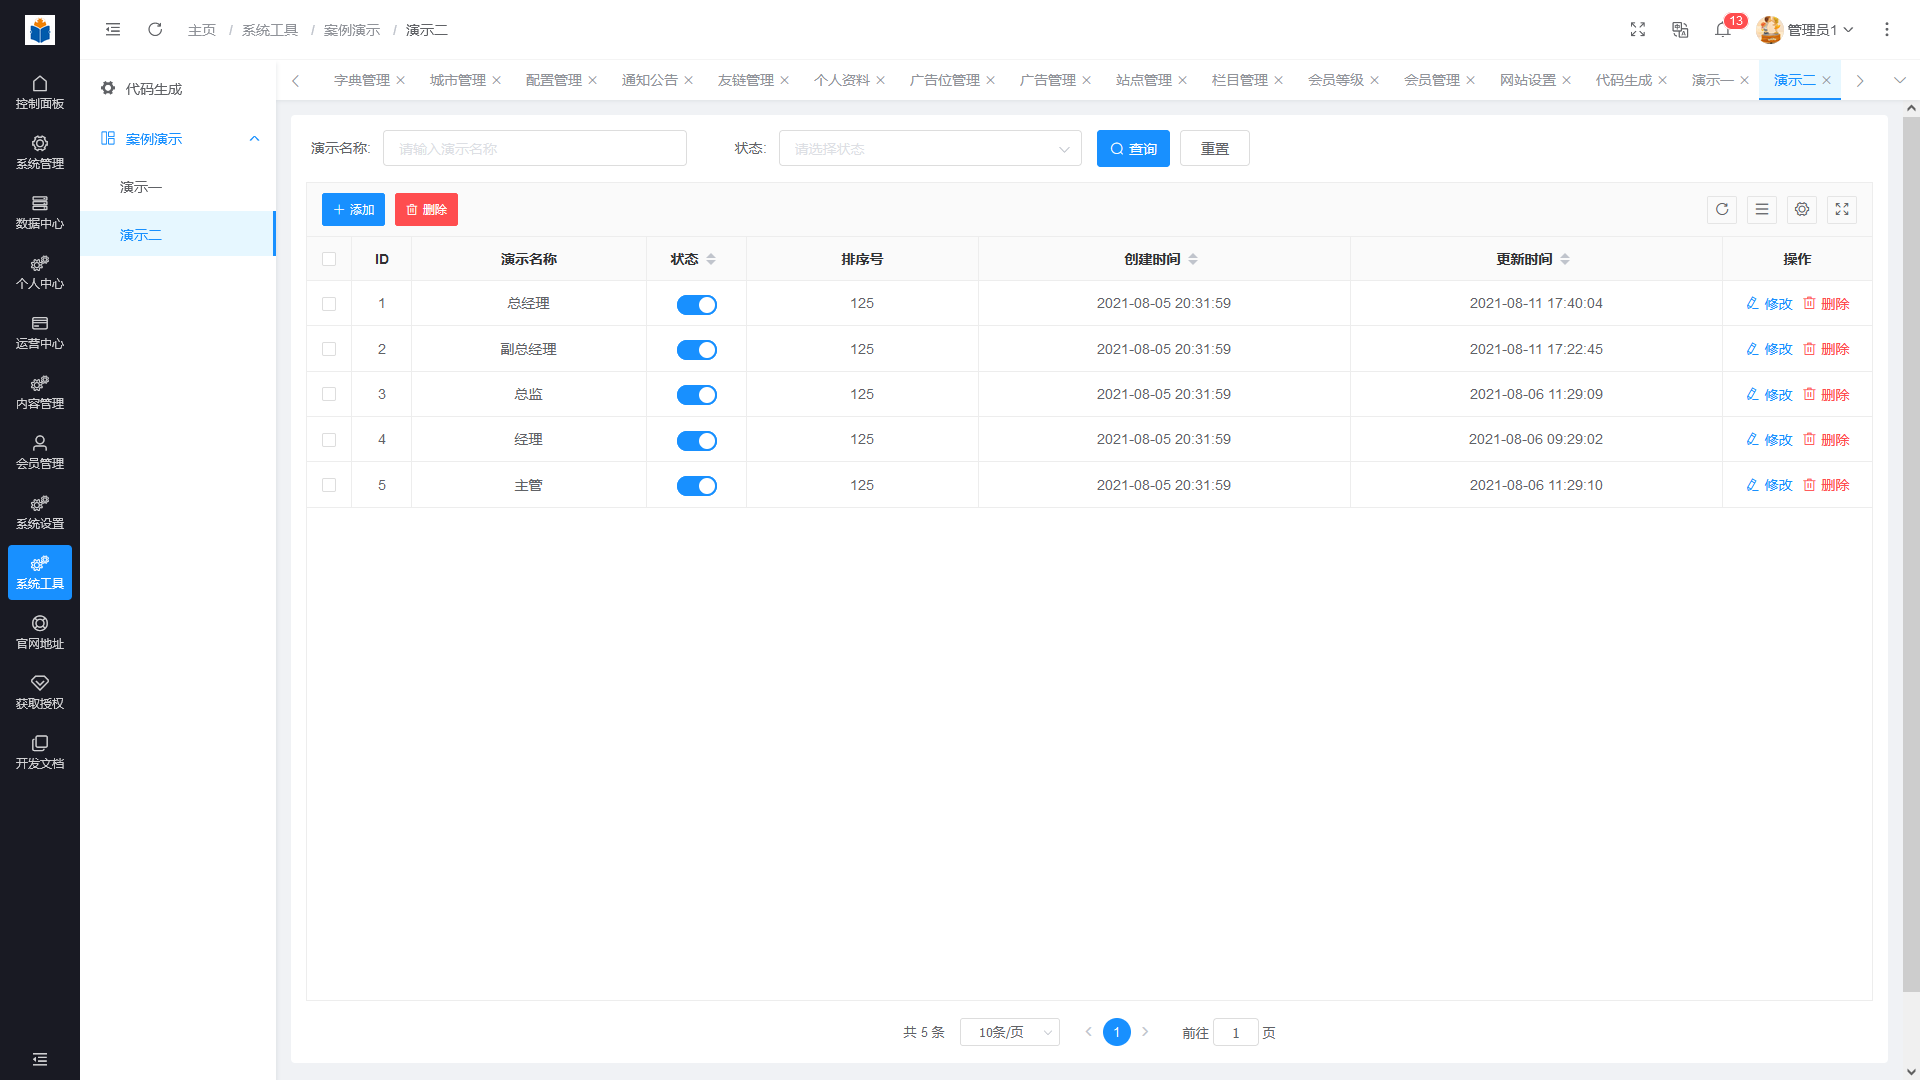 主页 / 系统工具 / 案例演示 / 演示二
13
管理员1
控制面板
系统管理
数据中心
个人中心
运营中心
内容管理
会员管理
系统设置
系统工具
官网地址
获取授权
开发文档
代码生成
案例演示
演示一
演示二
字典管理 城市管理 配置管理 通知公告 友链管理 个人资料 广告位管理 广告管理 站点管理 栏目管理 会员等级 会员管理 网站设置 代码生成 演示一 演示二
演示名称: 请输入演示名称 状态: 请选择状态 查询 重置
添加 删除
ID 演示名称 状态 排序号 创建时间 更新时间 操作
1 总经理 125 2021-08-05 20:31:59 2021-08-11 17:40:04 修改 删除
2 副总经理 125 2021-08-05 20:31:59 2021-08-11 17:22:45 修改 删除
3 总监 125 2021-08-05 20:31:59 2021-08-06 11:29:09 修改 删除
4 经理 125 2021-08-05 20:31:59 2021-08-06 09:29:02 修改 删除
5 主管 125 2021-08-05 20:31:59 2021-08-06 11:29:10 修改 删除
共 5 条 10条/页 1 前往 1 页